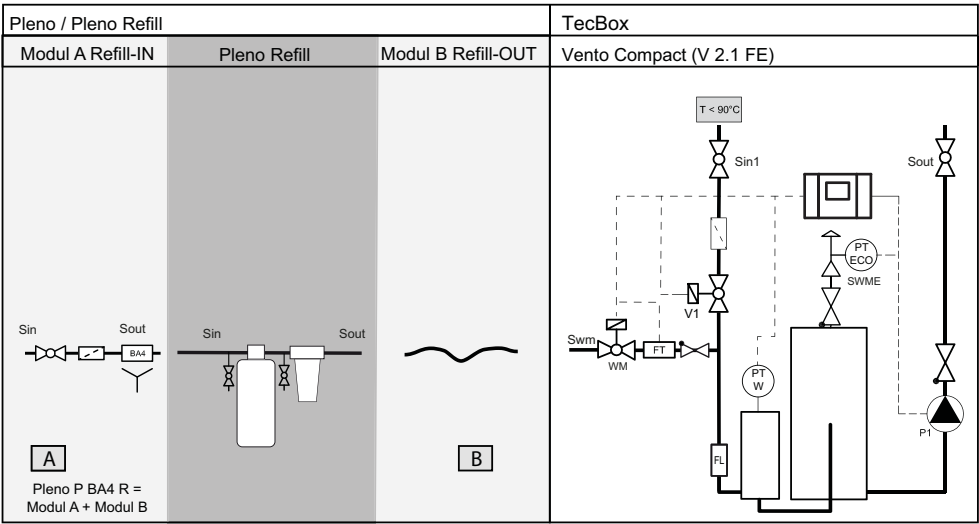 Pleno / Pleno Refill
TecBox
Modul A Refill-IN
Pleno Refill
Modul B Refill-OUT
Vento Compact (V 2.1 FE)
T < 90°C
Sin1
Sout
PT
ECO
SWME
V1
Sin
Sout
BA4
Sin
Sout
Swm
WM
FT
PT
W
P1
FL
A
B
Pleno P BA4 R =
Modul A + Modul B